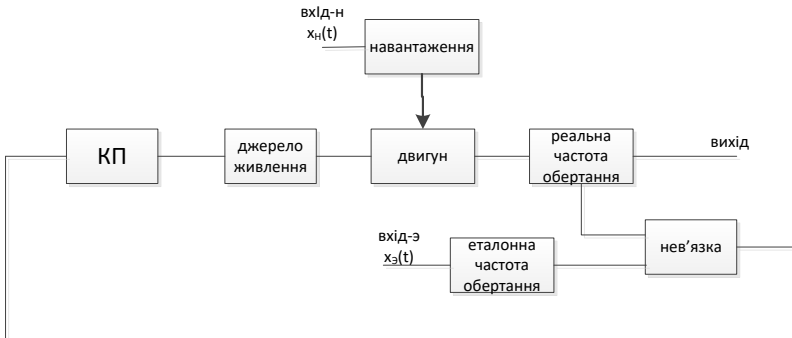 вхІд-н
xН(t)
навантаження
КП
джерело
живлення
двигун
реальна
частота
обертання
вихід
вхід-э
xЭ(t)
еталонна
частота
обертання
нев’язка